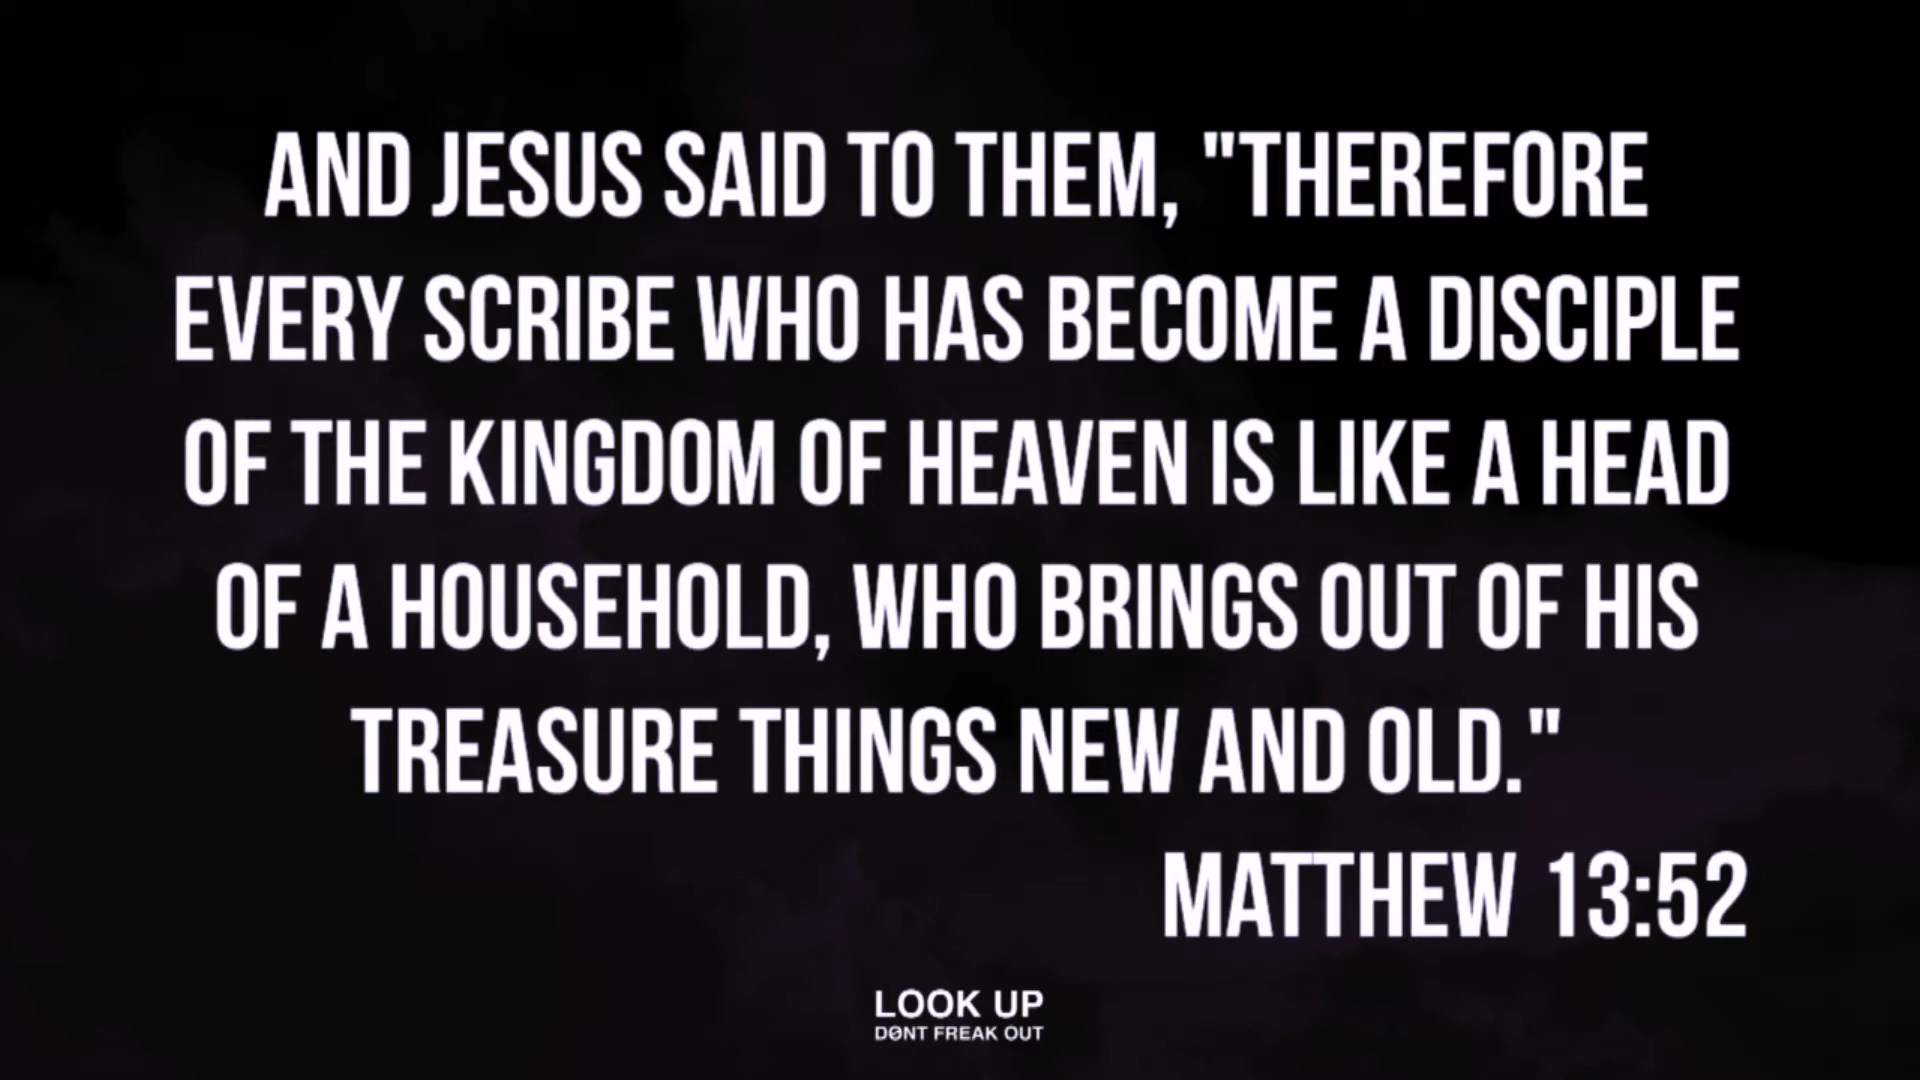 AND JESUS SAID TO THEM, "THEREFORE
EVERY SCRIBE WHO HAS BECOME A DISCIPLE
OF THE KINGDOM OF HEAVEN IS LIKE A HEAD
OF A HOUSEHOLD, WHO BRINGS OUT OF HIS
TREASURE THINGS NEW AND OLD."
MATTHEW 13:52
LOOK UP
DØNT FREAK OUT